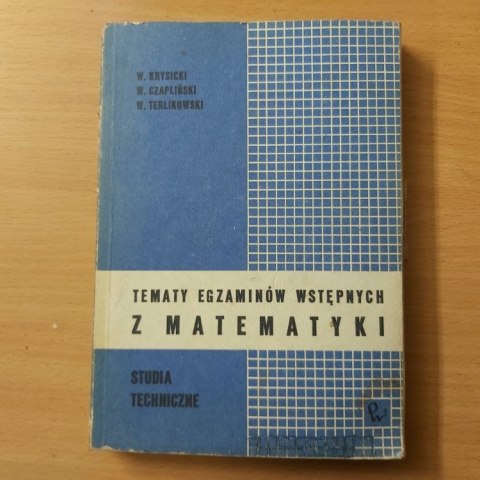 W. KRYSICKI
W. CZAPLIŃSKI
W. TERLIKOWSKI
TEMATY EGZAMINÓW WSTĘPNYCH
Z MATEMATYKI
STUDIA
TECHNICZNE